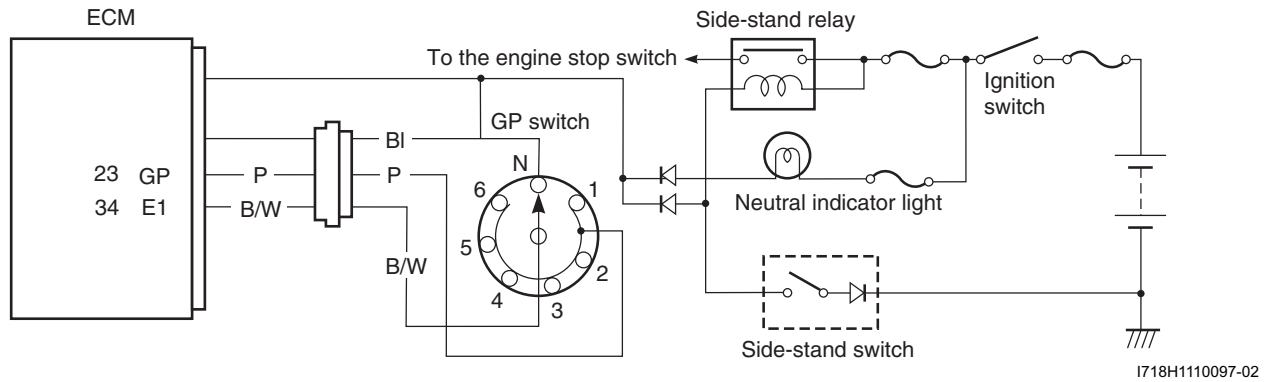 ECM
Side-stand relay
To the engine stop switch
Ignition
switch
GP switch
Bl
23 GP
P
P
N
34 E1
B/W
6
1
Neutral indicator light
5
2
B/W
4
3
Side-stand switch
I718H1110097-02